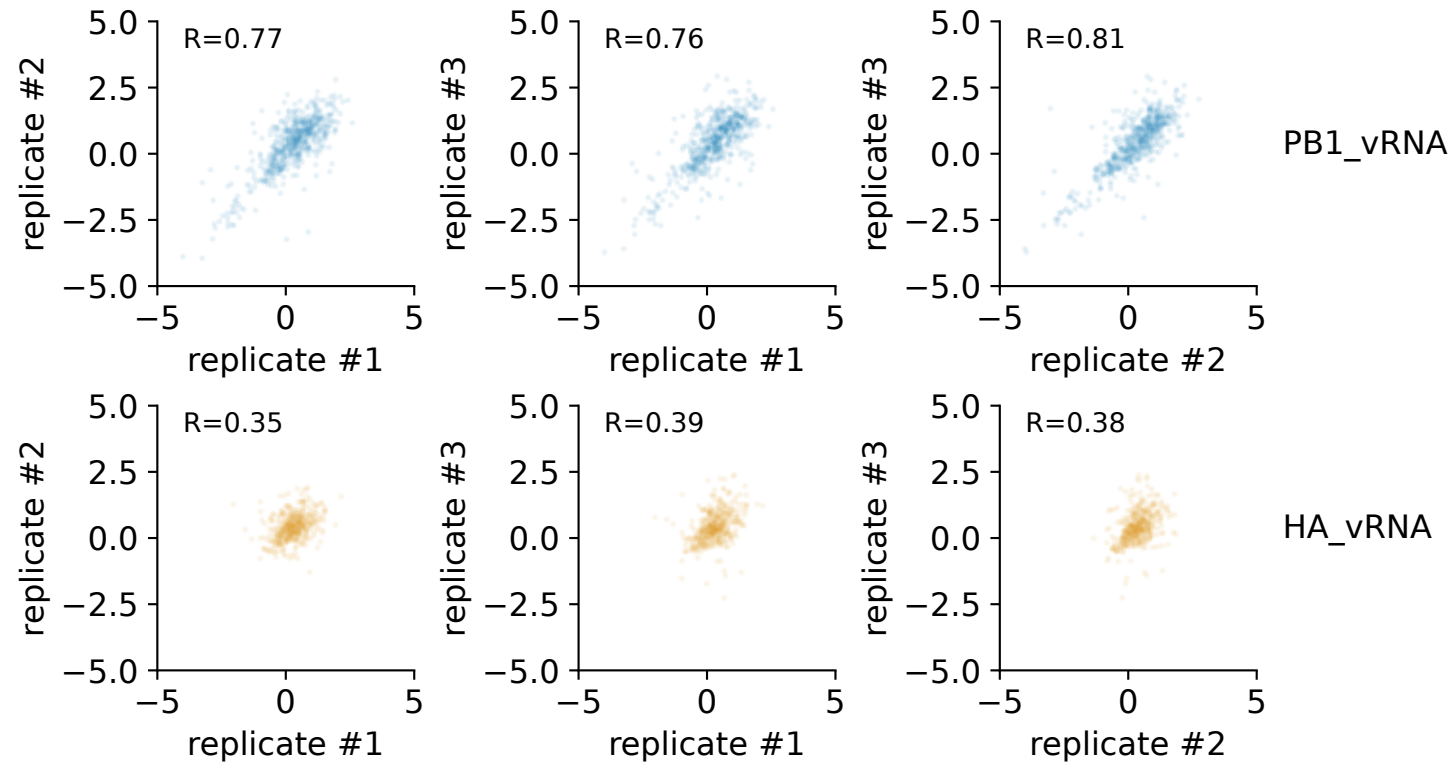 5.0
2.5
0.0
−2.5
−5.0
−5
0
5
replicate #1
replicate #2
R=0.77
5.0
2.5
0.0
−2.5
−5.0
−5
0
5
replicate #1
replicate #3
R=0.76
5.0
2.5
0.0
−2.5
−5.0
−5
0
5
replicate #2
replicate #3
R=0.81
PB1_vRNA
5.0
2.5
0.0
−2.5
−5.0
−5
0
5
replicate #1
replicate #2
R=0.35
5.0
2.5
0.0
−2.5
−5.0
−5
0
5
replicate #1
replicate #3
R=0.39
5.0
2.5
0.0
−2.5
−5.0
−5
0
5
replicate #2
replicate #3
R=0.38
HA_vRNA